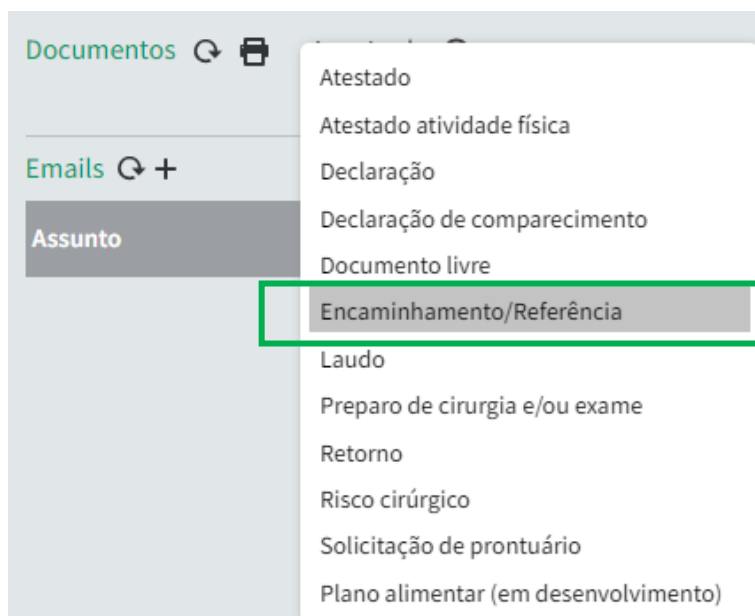 Documentos
Atestado
Atestado atividade física
Emails
Declaração
Declaração de comparecimento
Assunto
Documento livre
Encaminhamento/Referência
Laudo
Preparo de cirurgia e/ou exame
Retorno
Risco cirúrgico
Solicitação de prontuário
Plano alimentar (em desenvolvimento)